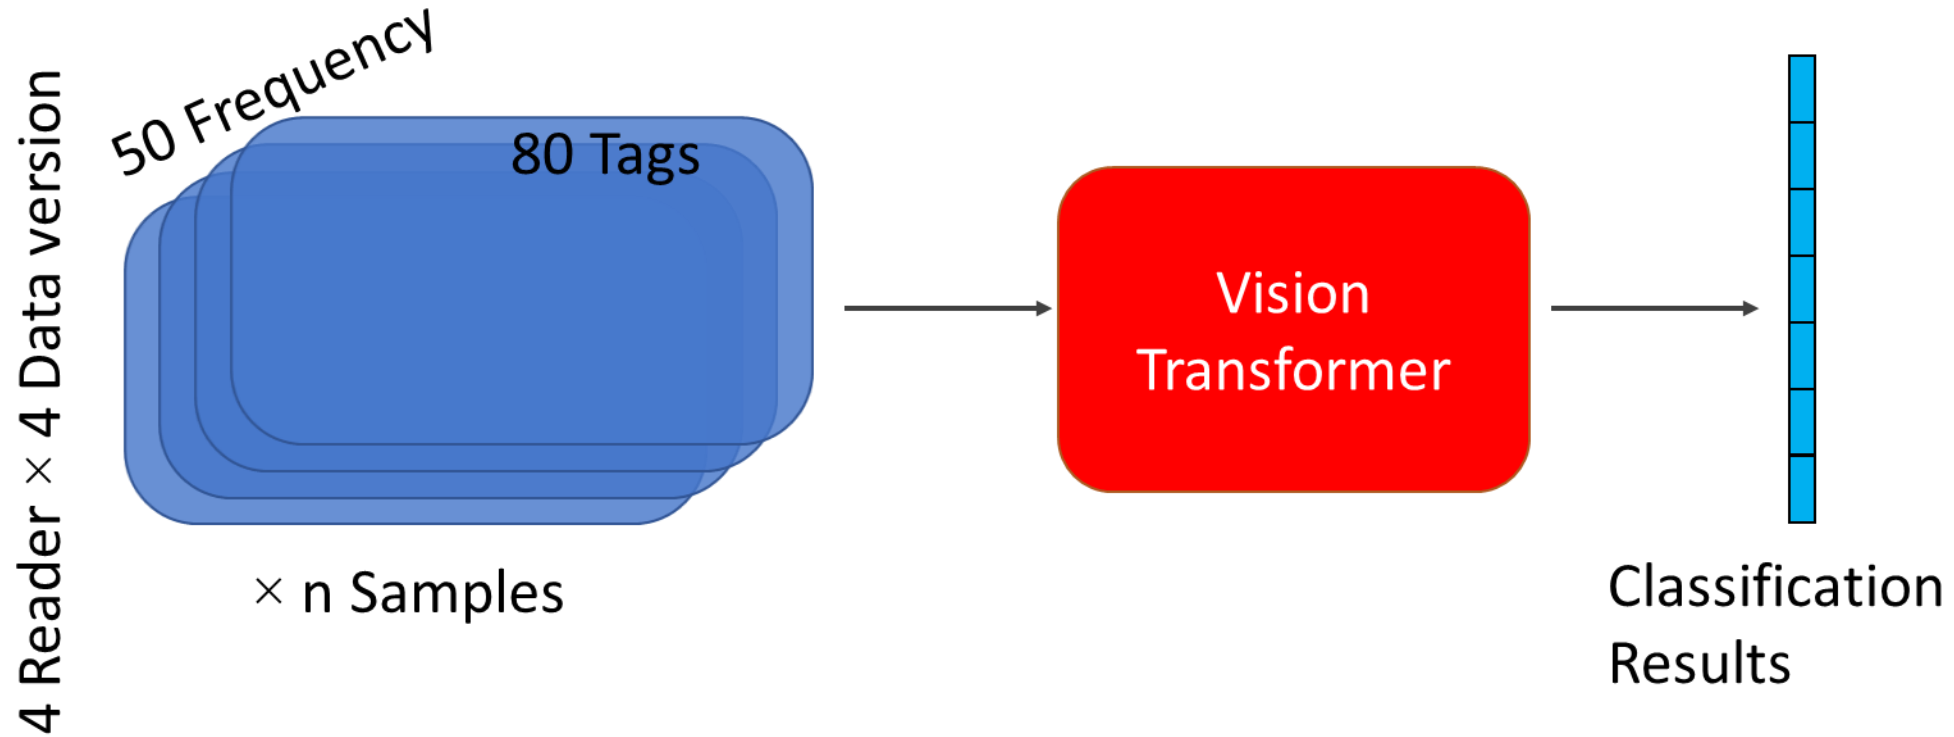 4 Reader × 4 Data version
50 Frequency
80 Tags
× n Samples
Vision
Transformer
Classification
Results